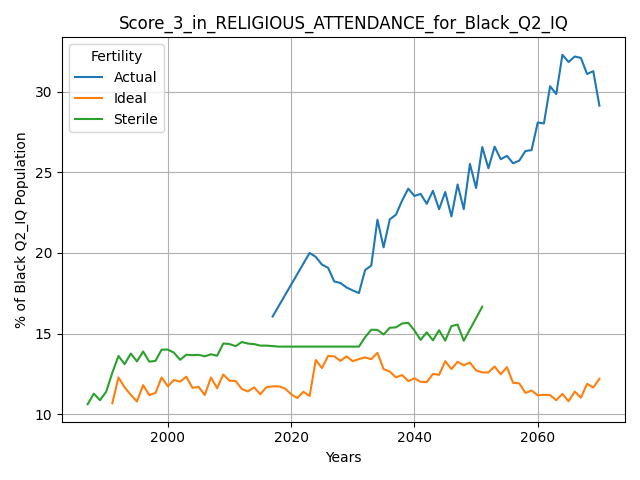 Score_3_in_RELIGIOUS_ATTENDANCE_for_Black_Q2_IQ
Fertility
Actual
Ideal
Sterile
% of Black Q2_IQ Population
30
25
20
15
10
2000
2020
2040
2060
Years